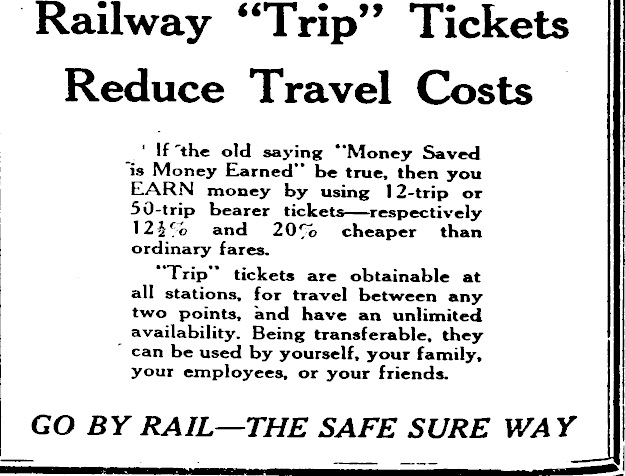 Railway “Trip” Tickets
Reduce Travel Costs
If the old saying “Money Saved
is Money Earned” be true, then you
EARN money by using 12-trip or
50-trip bearer tickets—respectively
12½% and 20% cheaper than
ordinary fares.
“Trip” tickets are obtainable at
all stations, for travel between any
two points, and have an unlimited
availability. Being transferable, they
can be used by yourself, your family,
your employees, or your friends.
GO BY RAIL—THE SAFE SURE WAY